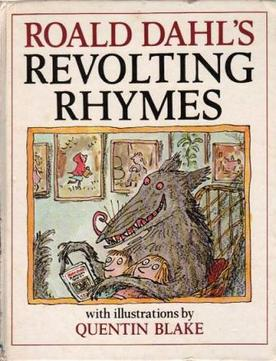 ROALD DAHL'S
REVOLTING
RHYMES
with illustrations by
QUENTIN BLAKE